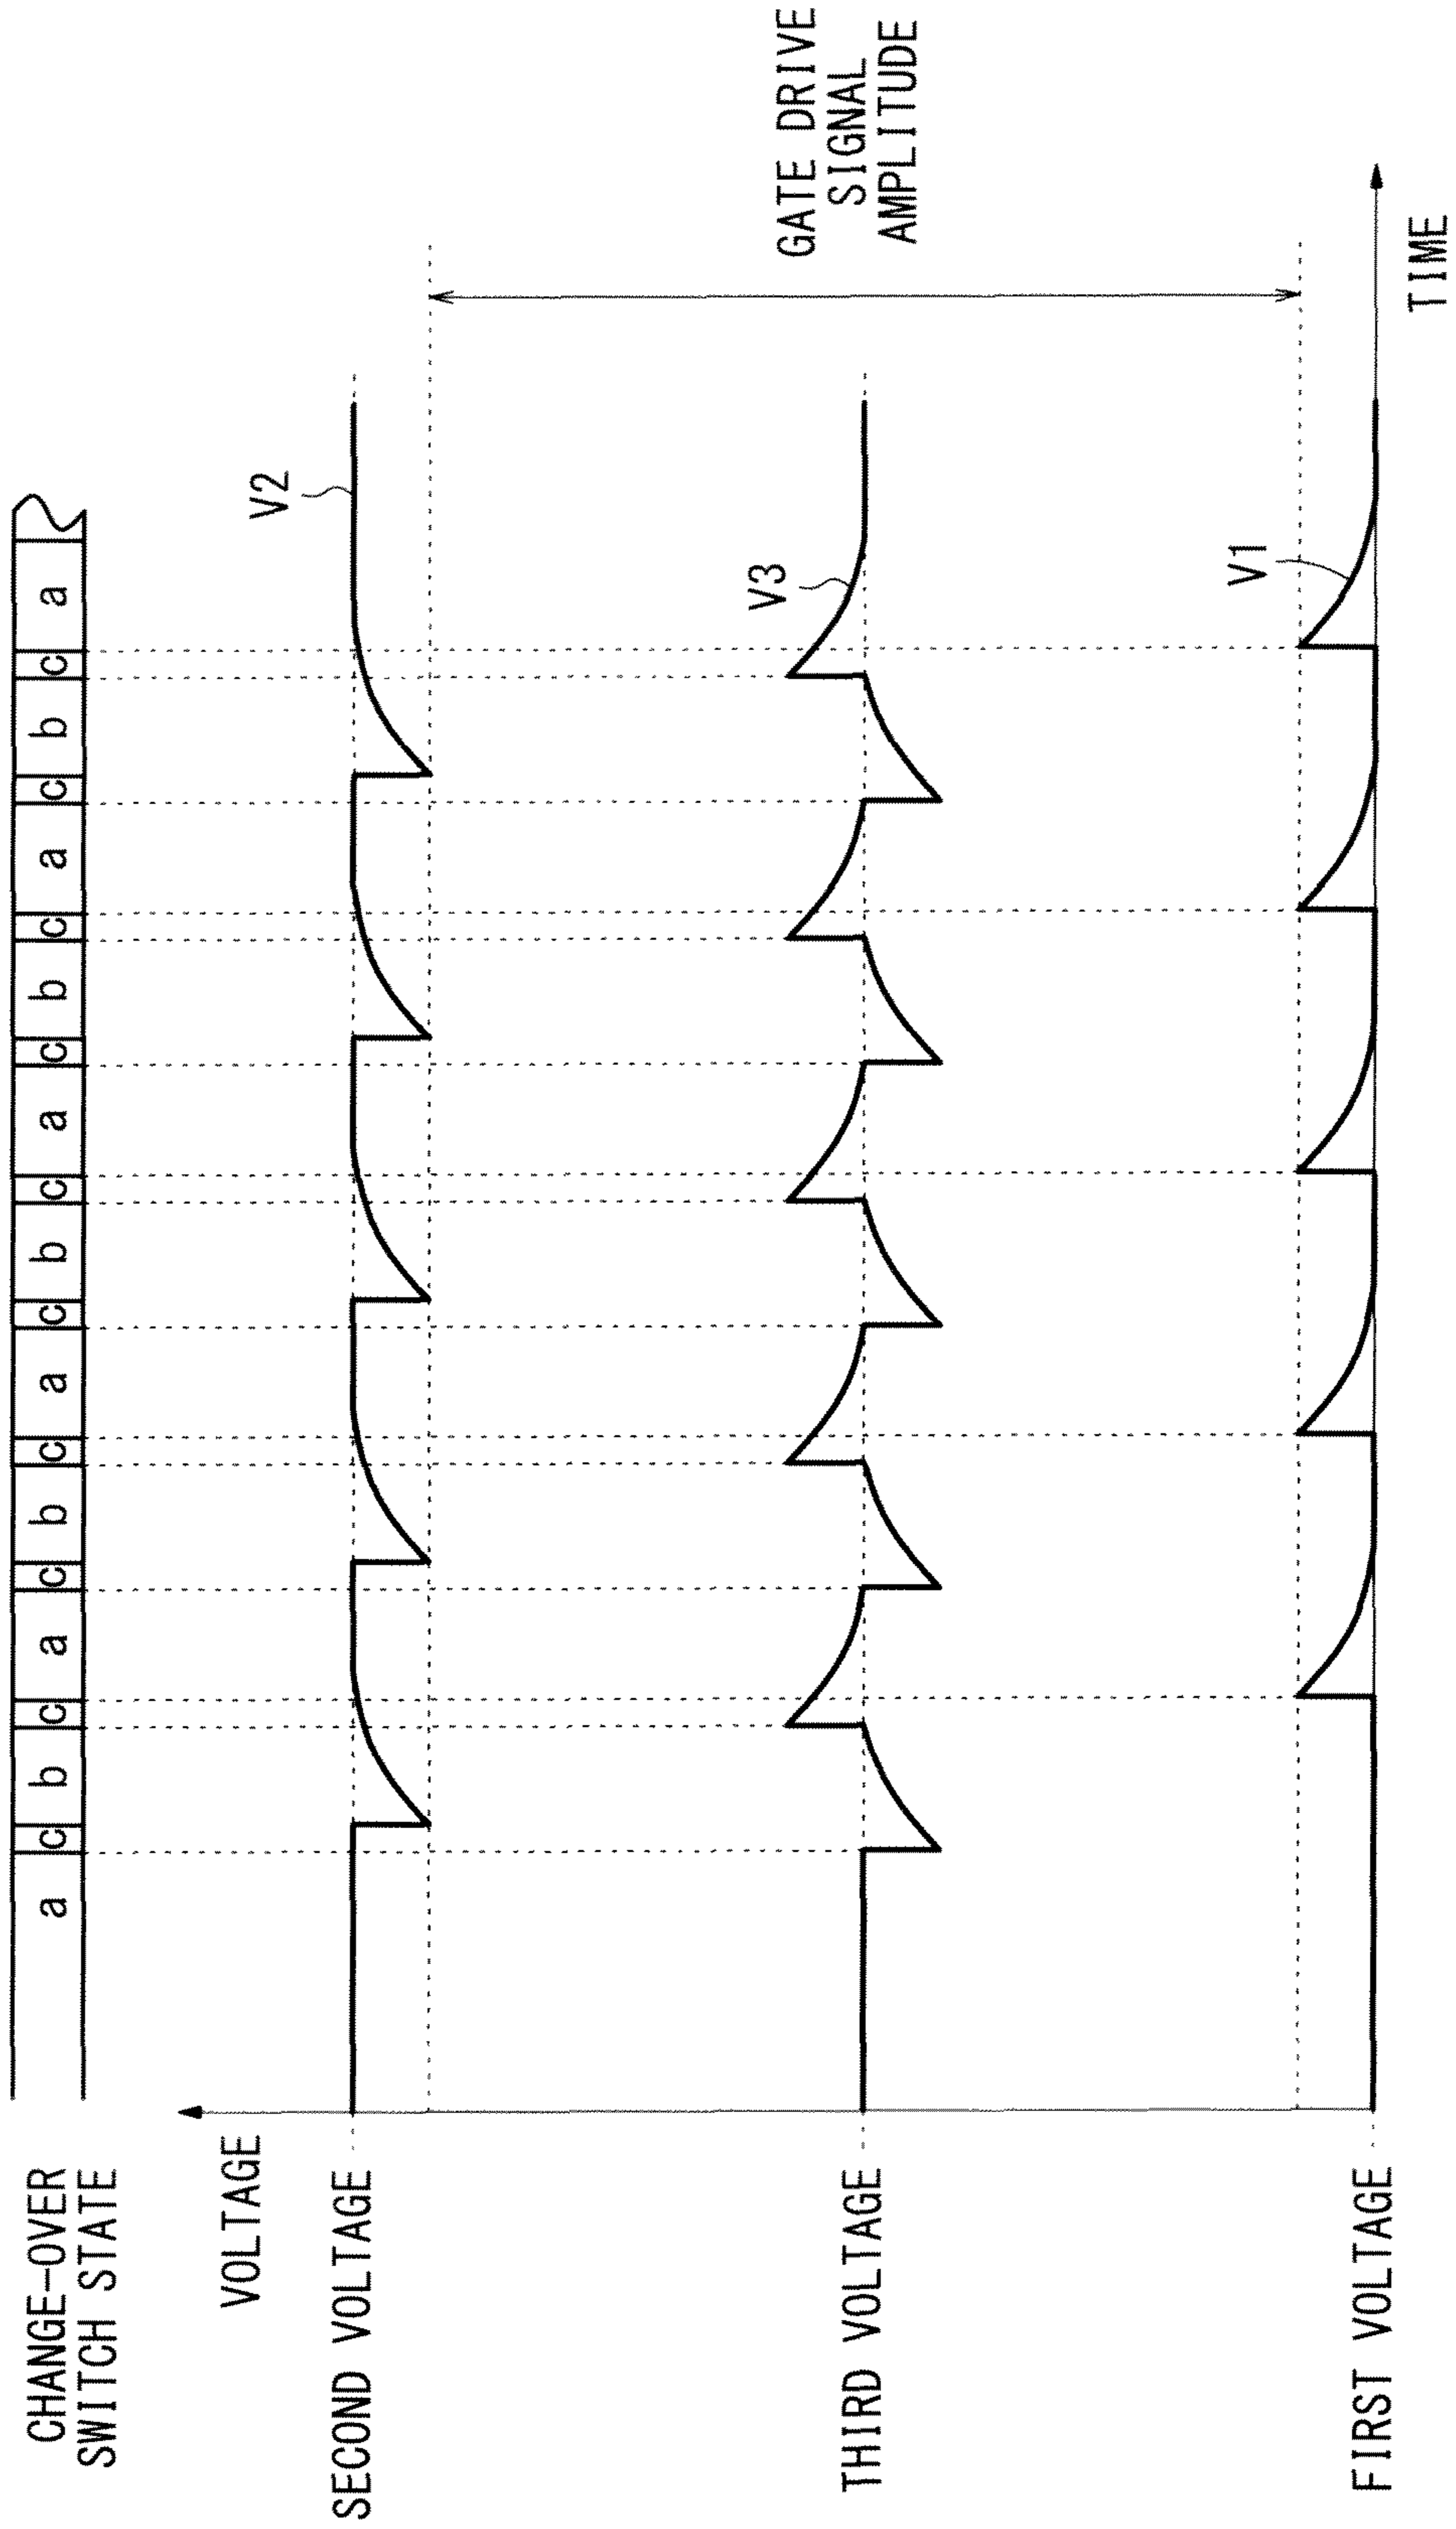 CHANGE-OVER
SWITCH STATE
a c b c a c b c a c b c a c b c a c b c a
VOLTAGE
V2
SECOND VOLTAGE
V3
GATE DRIVE
SIGNAL
AMPLITUDE
THIRD VOLTAGE
V1
FIRST VOLTAGE
TIME